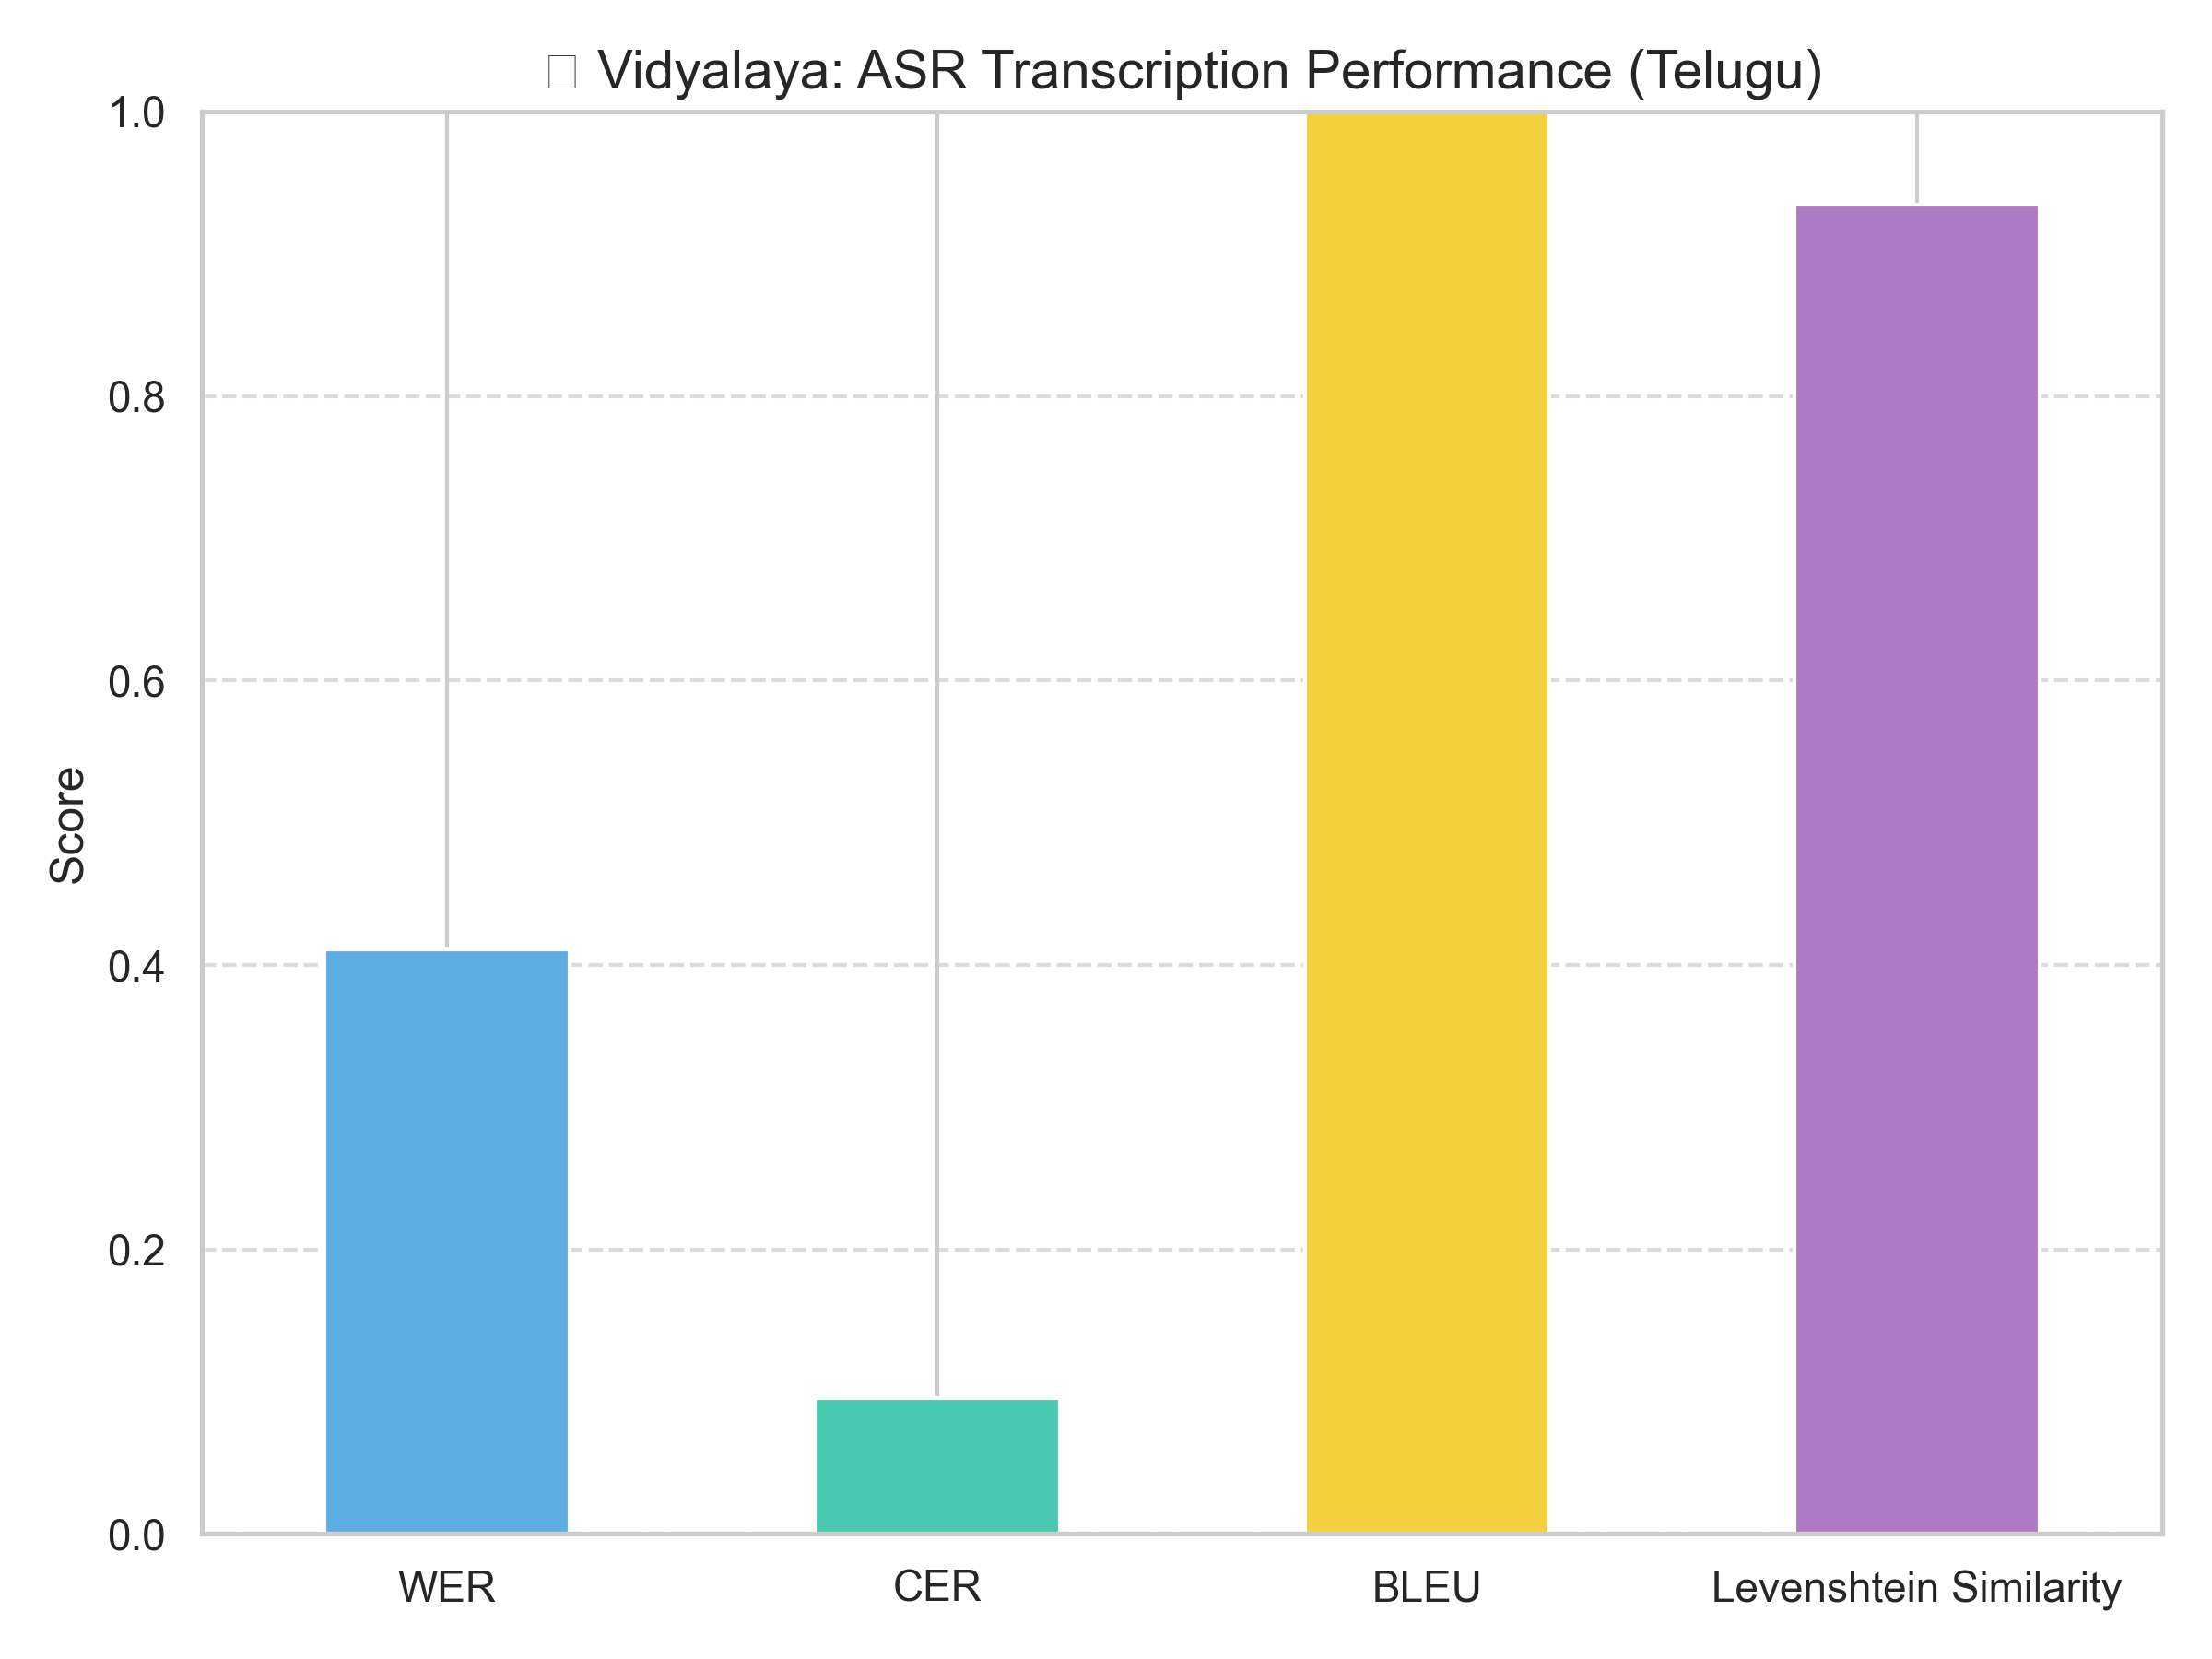 Vidyalaya: ASR Transcription Performance (Telugu)
1.0
0.8
0.6
0.4
0.2
0.0
Score
WER
CER
BLEU
Levenshtein Similarity